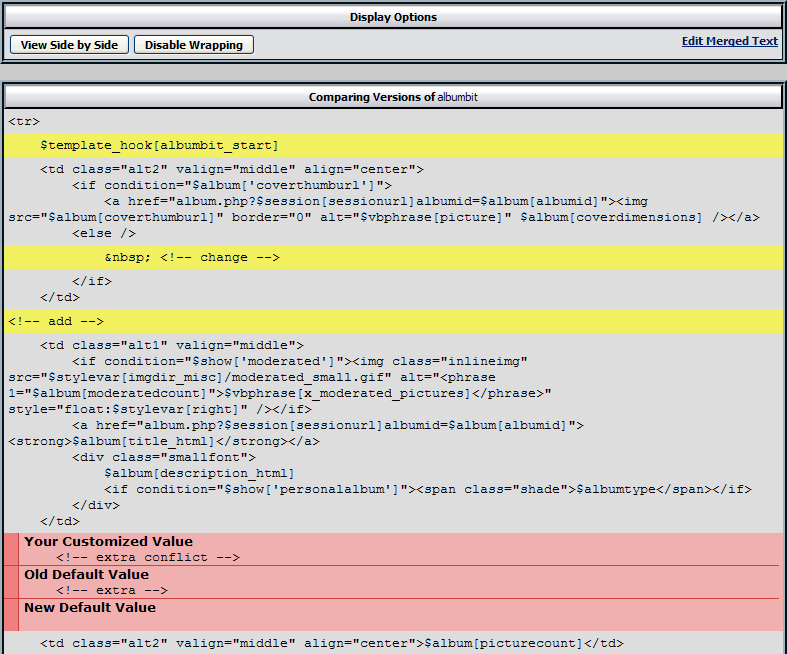 Display Options
View Side by Side Disable Wrapping Edit Merged Text
Comparing Versions of albumbit
<tr>
$template_hook[albumbit_start]
<td class="alt2" valign="middle" align="center">
<if condition="$album['coverthumburl']">
<a href="album.php?$session[sessionurl]albumid=$album[albumid]"><img
src="$album[coverthumburl]" border="0" alt="$vbphrase[picture]" $album[coverdimensions] /></a>
<else />
&nbsp; <!-- change -->
</if>
</td>
<!-- add -->
<td class="alt1" valign="middle">
<if condition="$show['moderated']"><img class="inlineimg"
src="$stylevar[imgdir_misc]/moderated_small.gif" alt="<phrase
1="$album[moderatedcount]">$vbphrase[x_moderated_pictures]</phrase>"
style="float:$stylevar[right]" /></if>
<a href="album.php?$session[sessionurl]albumid=$album[albumid]">
<strong>$album[title_html]</strong></a>
<div class="smallfont">
$album[description_html]
<if condition="$show['personalalbum']"><span class="shade">$albumtype</span></if>
</div>
</td>
Your Customized Value
<!-- extra conflict -->
Old Default Value
<!-- extra -->
New Default Value
<td class="alt2" valign="middle" align="center">$album[picturecount]</td>